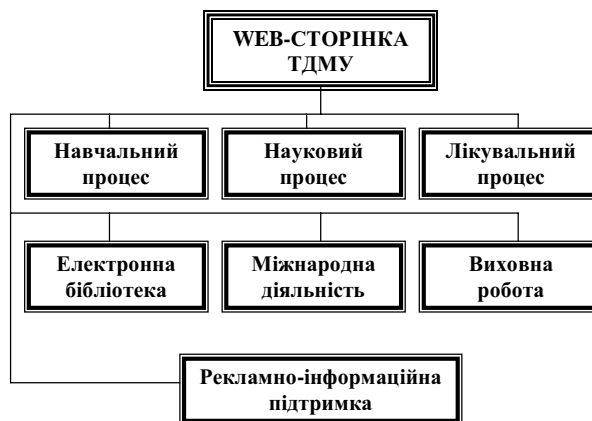 WEB-СТОРІНКА
ТДМУ
Навчальний
процес
Науковий
процес
Лікувальний
процес
Електронна
бібліотека
Міжнародна
діяльність
Виховна
робота
Рекламно-інформаційна
підтримка